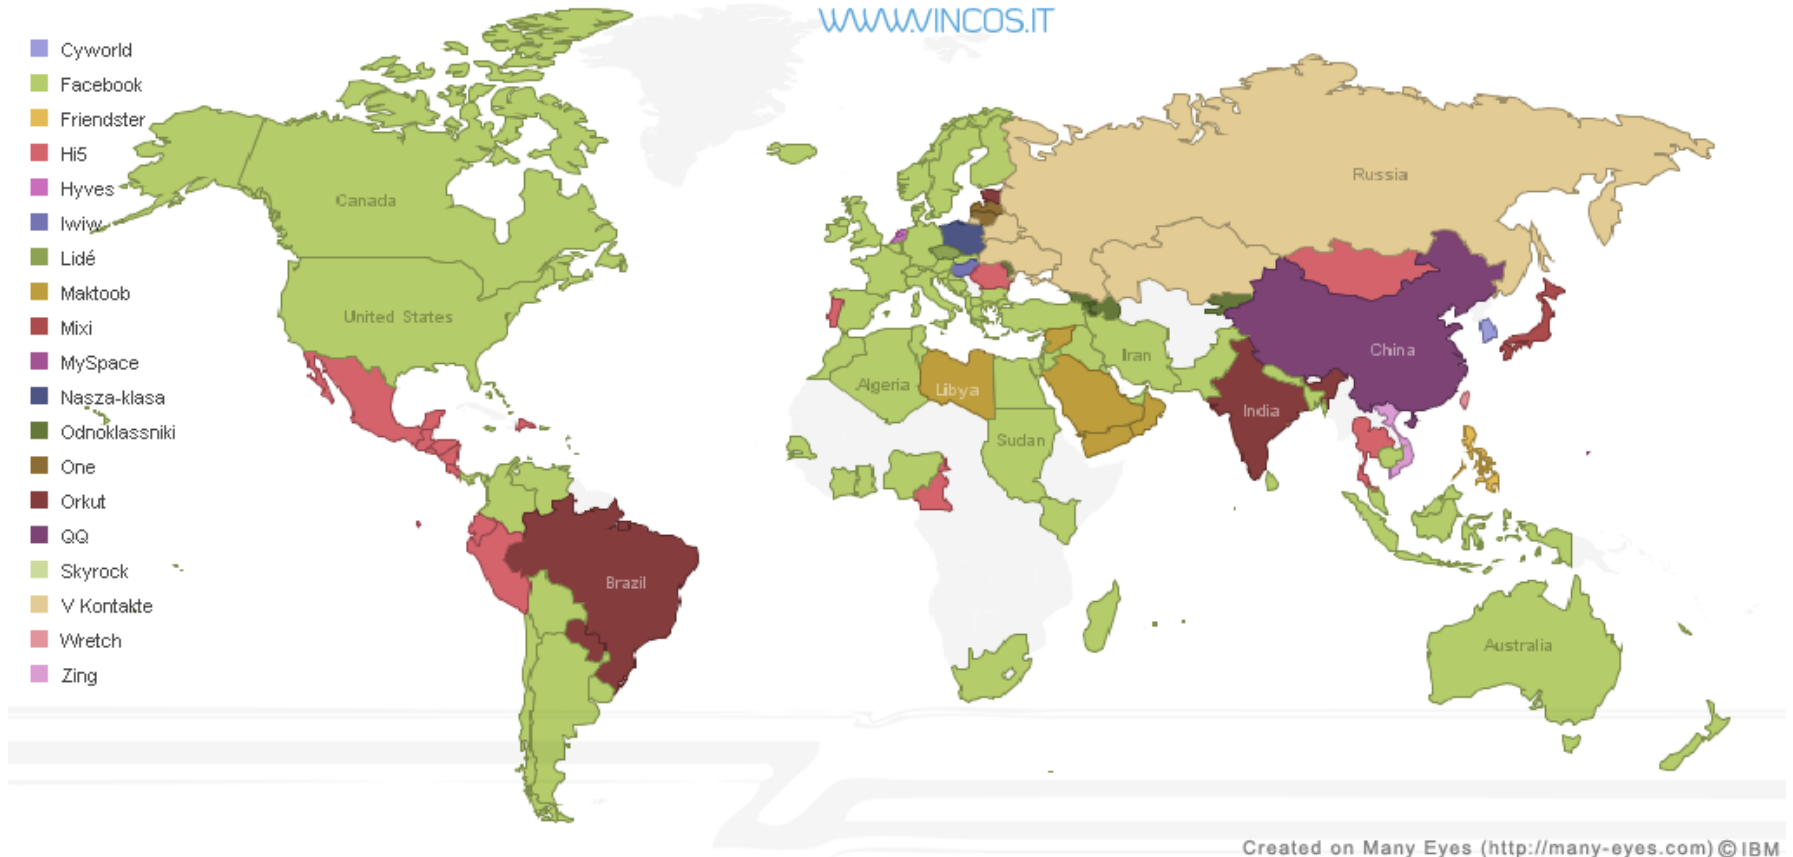 WWW.VINCOS.IT
Cyworld
Facebook
Friendster
Hi5
Hyves
Iwiw
Lidé
Maktoob
Mixi
MySpace
Nasza-klasa
Odnoklassniki
One
Orkut
QQ
Skyrock
V Kontakte
Wretch
Zing
Canada
United States
Brazil
Russia
Algeria
Libya
Sudan
Iran
India
China
Australia
Created on Many Eyes (http://many-eyes.com) © IBM